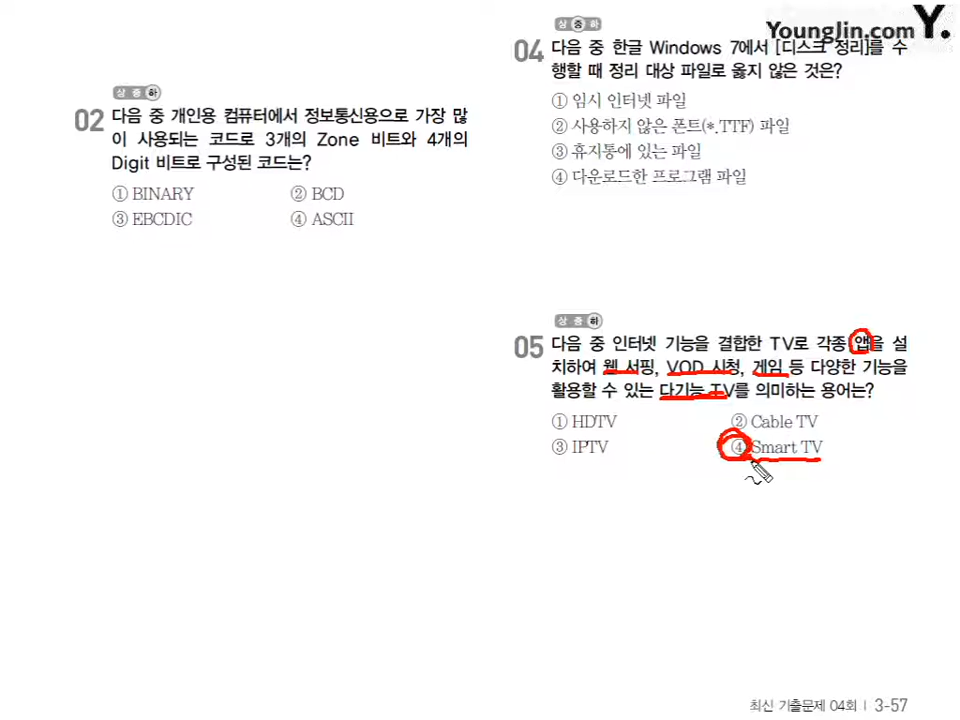 YoungJin.com Y.
상 중 하
02 다음 중 개인용 컴퓨터에서 정보통신용으로 가장 많
이 사용되는 코드로 3개의 Zone 비트와 4개의
Digit 비트로 구성된 코드는?
① BINARY ② BCD
③ EBCDIC ④ ASCII
상 중 하
04 다음 중 한글 Windows 7에서 [디스크 정리]를 수
행할 때 정리 대상 파일로 옳지 않은 것은?
① 임시 인터넷 파일
② 사용하지 않은 폰트(*.TTF) 파일
③ 휴지통에 있는 파일
④ 다운로드한 프로그램 파일
상 중 하
05 다음 중 인터넷 기능을 결합한 TV로 각종 앱을 설
치하여 웹 서핑, VOD 시청, 게임 등 다양한 기능을
활용할 수 있는 다기능 TV를 의미하는 용어는?
① HDTV ② Cable TV
③ IPTV ④ Smart TV
최신 기출문제 04회 | 3-57